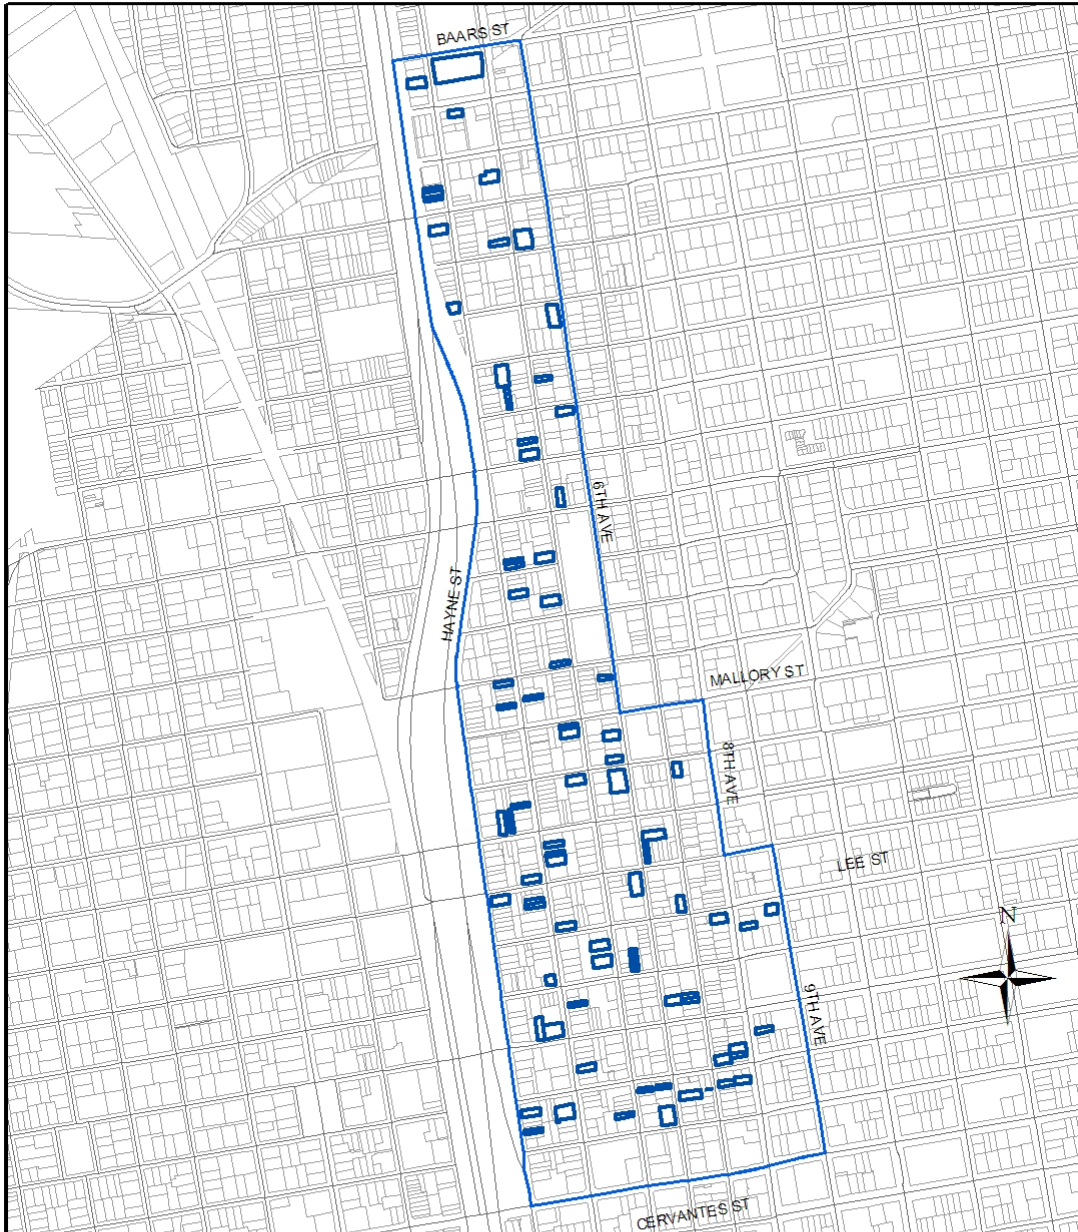 BAARS ST
6TH AVE
HAYNE ST
MALLORY ST
8TH AVE
LEE ST
N
9TH AVE
CERVANTES ST